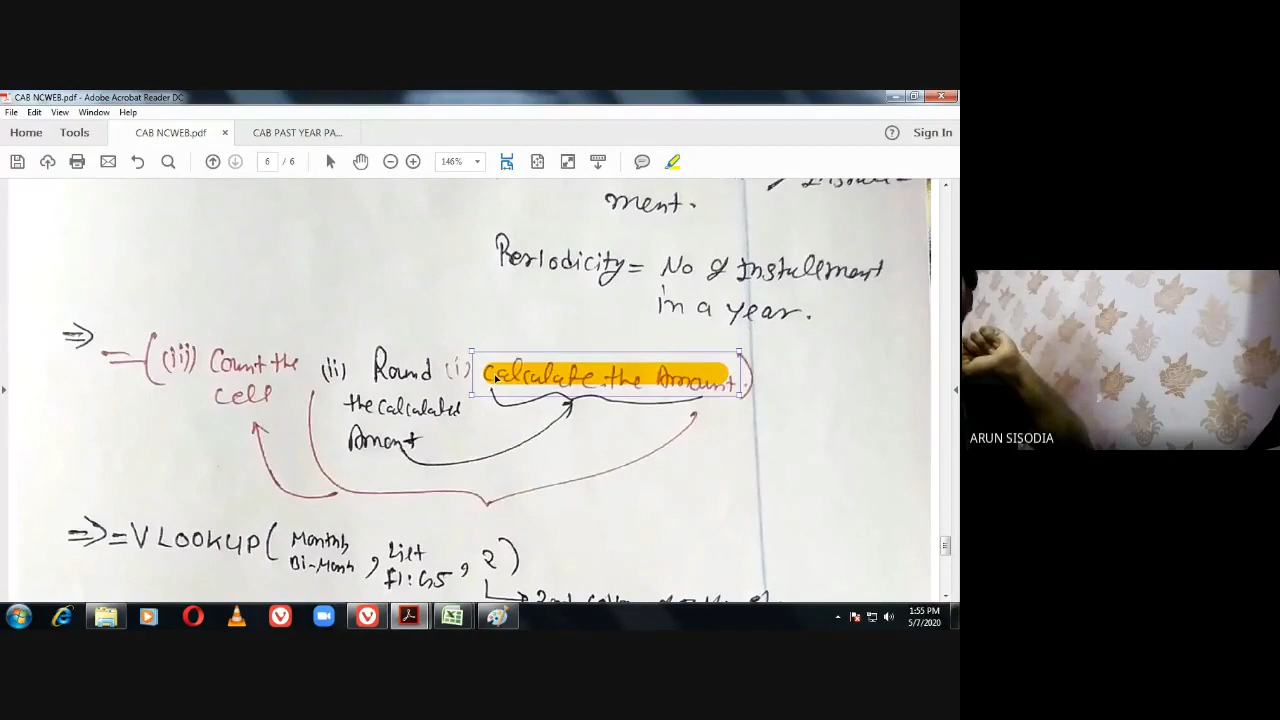 CAB NCWEB.pdf - Adobe Acrobat Reader DC
File Edit View Window Help
Home Tools CAB NCWEB.pdf × CAB PAST YEAR PA... Sign In
6 / 6 146%
ment.
Periodicity = No of Installment
in a year.
⇒
= ( (iii) Count the (ii) Round (i) Calculate the Amount.)
cell the calculated
Amount
⇒ = VLOOKUP( Month, List , 2 )
Bi-Month , F1:G5
ARUN SISODIA
1:55 PM
5/7/2020